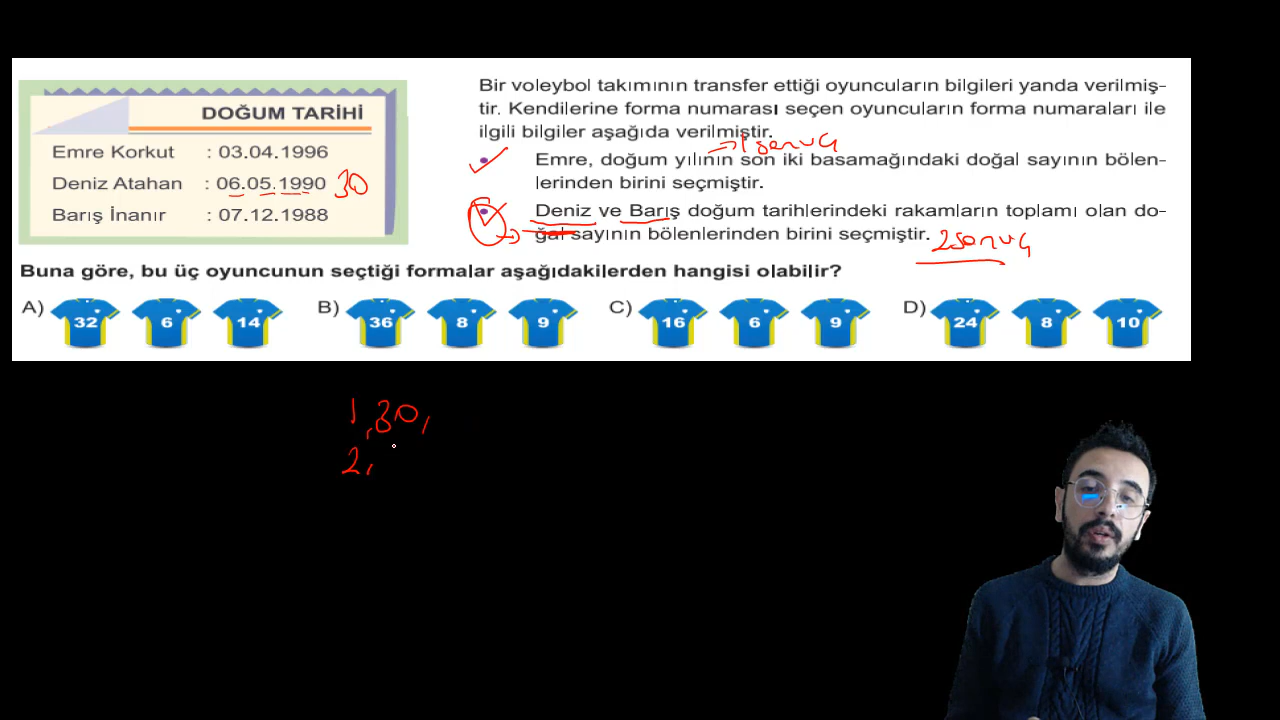 DOĞUM TARİHİ
Emre Korkut : 03.04.1996
Deniz Atahan : 06.05.1990 30
Barış İnanır : 07.12.1988
Bir voleybol takımının transfer ettiği oyuncuların bilgileri yanda verilmiş-
tir. Kendilerine forma numarası seçen oyuncuların forma numaraları ile
ilgili bilgiler aşağıda verilmiştir.
1 sonuç
Emre, doğum yılının son iki basamağındaki doğal sayının bölen-
lerinden birini seçmiştir.
Deniz ve Barış doğum tarihlerindeki rakamların toplamı olan do-
ğal sayının bölenlerinden birini seçmiştir.
2 sonuç
Buna göre, bu üç oyuncunun seçtiği formalar aşağıdakilerden hangisi olabilir?
A) 32 6 14 B) 36 8 9 C) 16 6 9 D) 24 8 10
1, 30,
2,